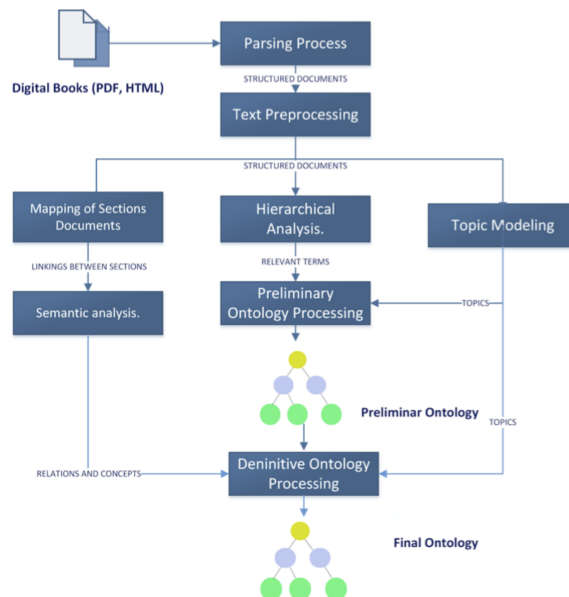 Parsing Process
Digital Books (PDF, HTML)
STRUCTURED DOCUMENTS
Text Preprocessing
STRUCTURED DOCUMENTS
Mapping of Sections
Documents
Hierarchical
Analysis.
Topic Modeling
LINKINGS BETWEEN SECTIONS
RELEVANT TERMS
Semantic analysis.
Preliminary
Ontology Processing
TOPICS
Preliminar Ontology
TOPICS
Deninitive Ontology
Processing
RELATIONS AND CONCEPTS
Final Ontology